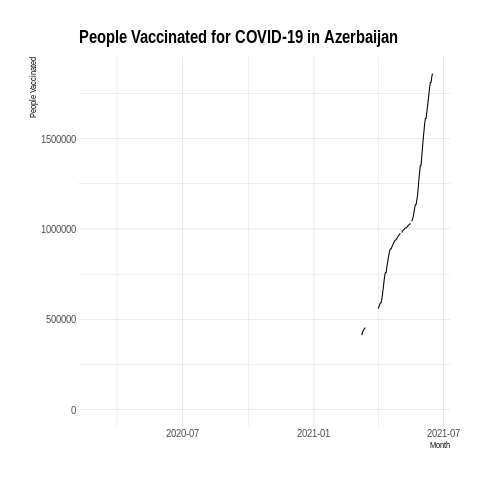 People Vaccinated for COVID-19 in Azerbaijan
People Vaccinated
1500000
1000000
500000
0
2020-07
2021-01
2021-07
Month